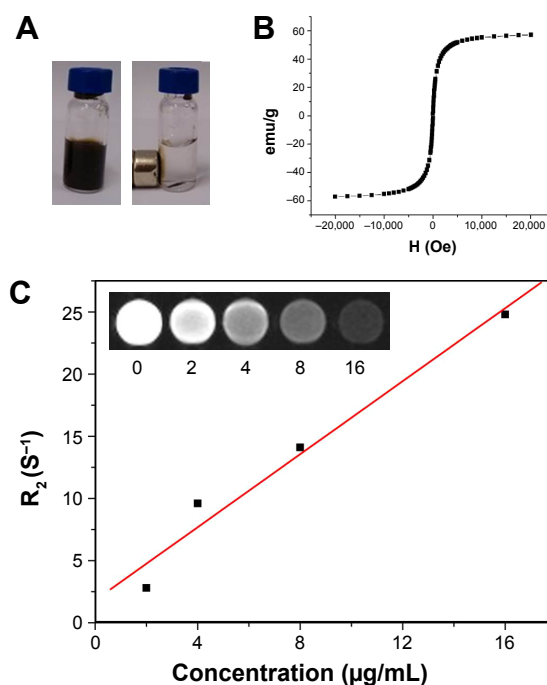 A
B
emu/g
60
40
20
0
−20
−40
−60
−20,000 −10,000 0 10,000 20,000
H (Oe)
C
0 2 4 8 16
R₂ (S⁻¹)
25
20
15
10
5
0
0 4 8 12 16
Concentration (µg/mL)